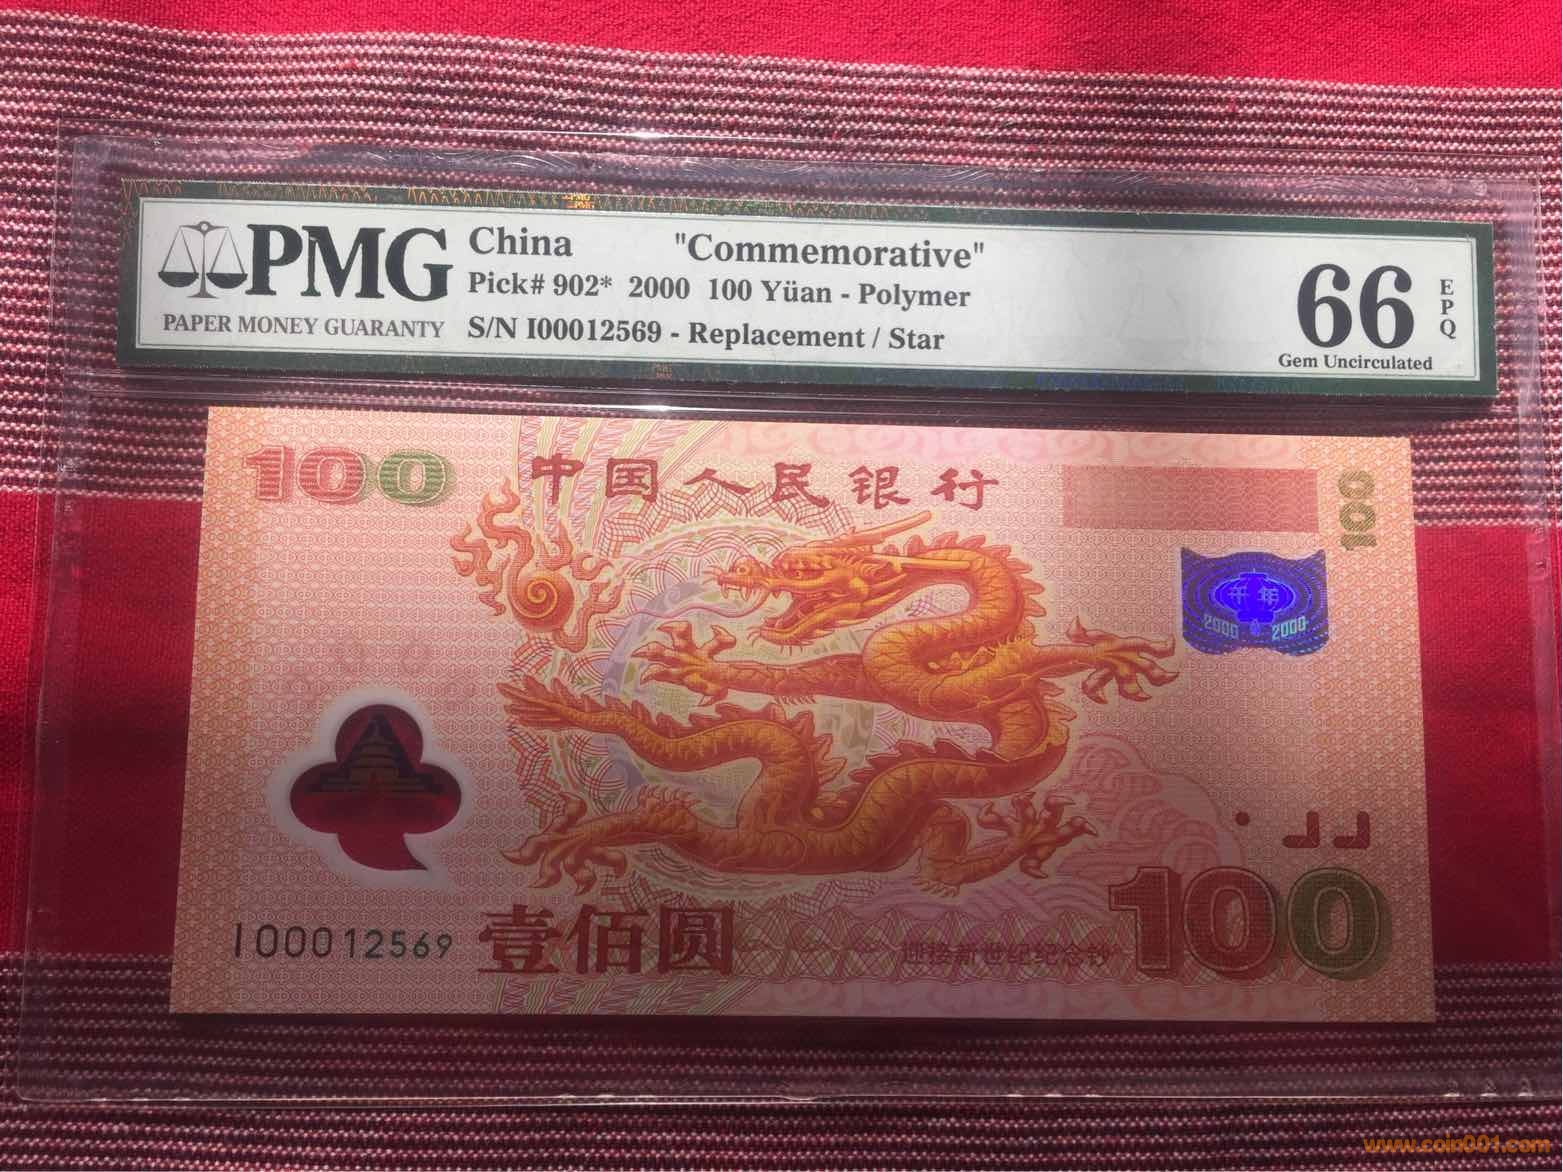 PMG
PAPER MONEY GUARANTY
China "Commemorative"
Pick# 902* 2000 100 Yüan - Polymer
S/N I00012569 - Replacement / Star
66
EPQ
Gem Uncirculated
100
中国人民银行
100
千年
2000 2000
I00012569
壹佰圆
迎接新世纪纪念钞
100
www.coin001.com